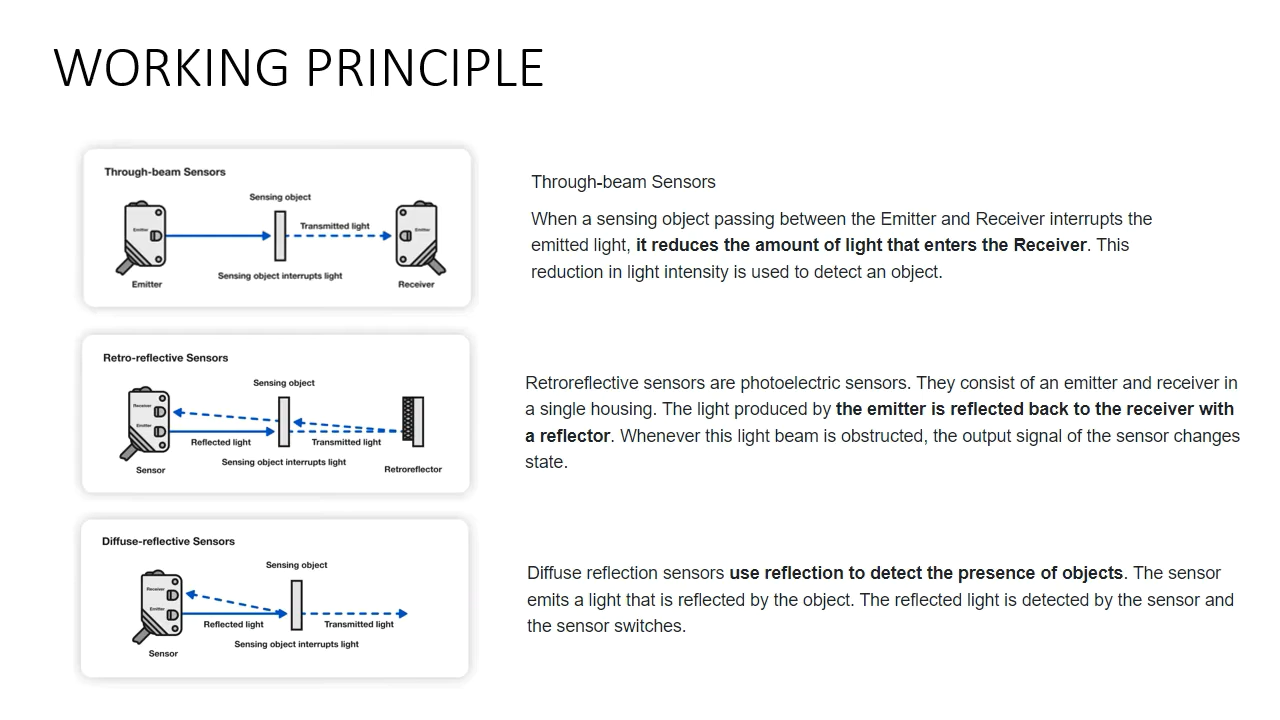 WORKING PRINCIPLE
Through-beam Sensors
Sensing object
Transmitted light
Emitter
Emitter
Sensing object interrupts light
Emitter
Receiver
Through-beam Sensors
When a sensing object passing between the Emitter and Receiver interrupts the
emitted light, it reduces the amount of light that enters the Receiver. This
reduction in light intensity is used to detect an object.
Retro-reflective Sensors
Sensing object
Receiver
Emitter
Reflected light
Transmitted light
Sensing object interrupts light
Sensor
Retroreflector
Retroreflective sensors are photoelectric sensors. They consist of an emitter and receiver in
a single housing. The light produced by the emitter is reflected back to the receiver with
a reflector. Whenever this light beam is obstructed, the output signal of the sensor changes
state.
Diffuse-reflective Sensors
Sensing object
Receiver
Emitter
Reflected light
Transmitted light
Sensing object interrupts light
Sensor
Diffuse reflection sensors use reflection to detect the presence of objects. The sensor
emits a light that is reflected by the object. The reflected light is detected by the sensor and
the sensor switches.